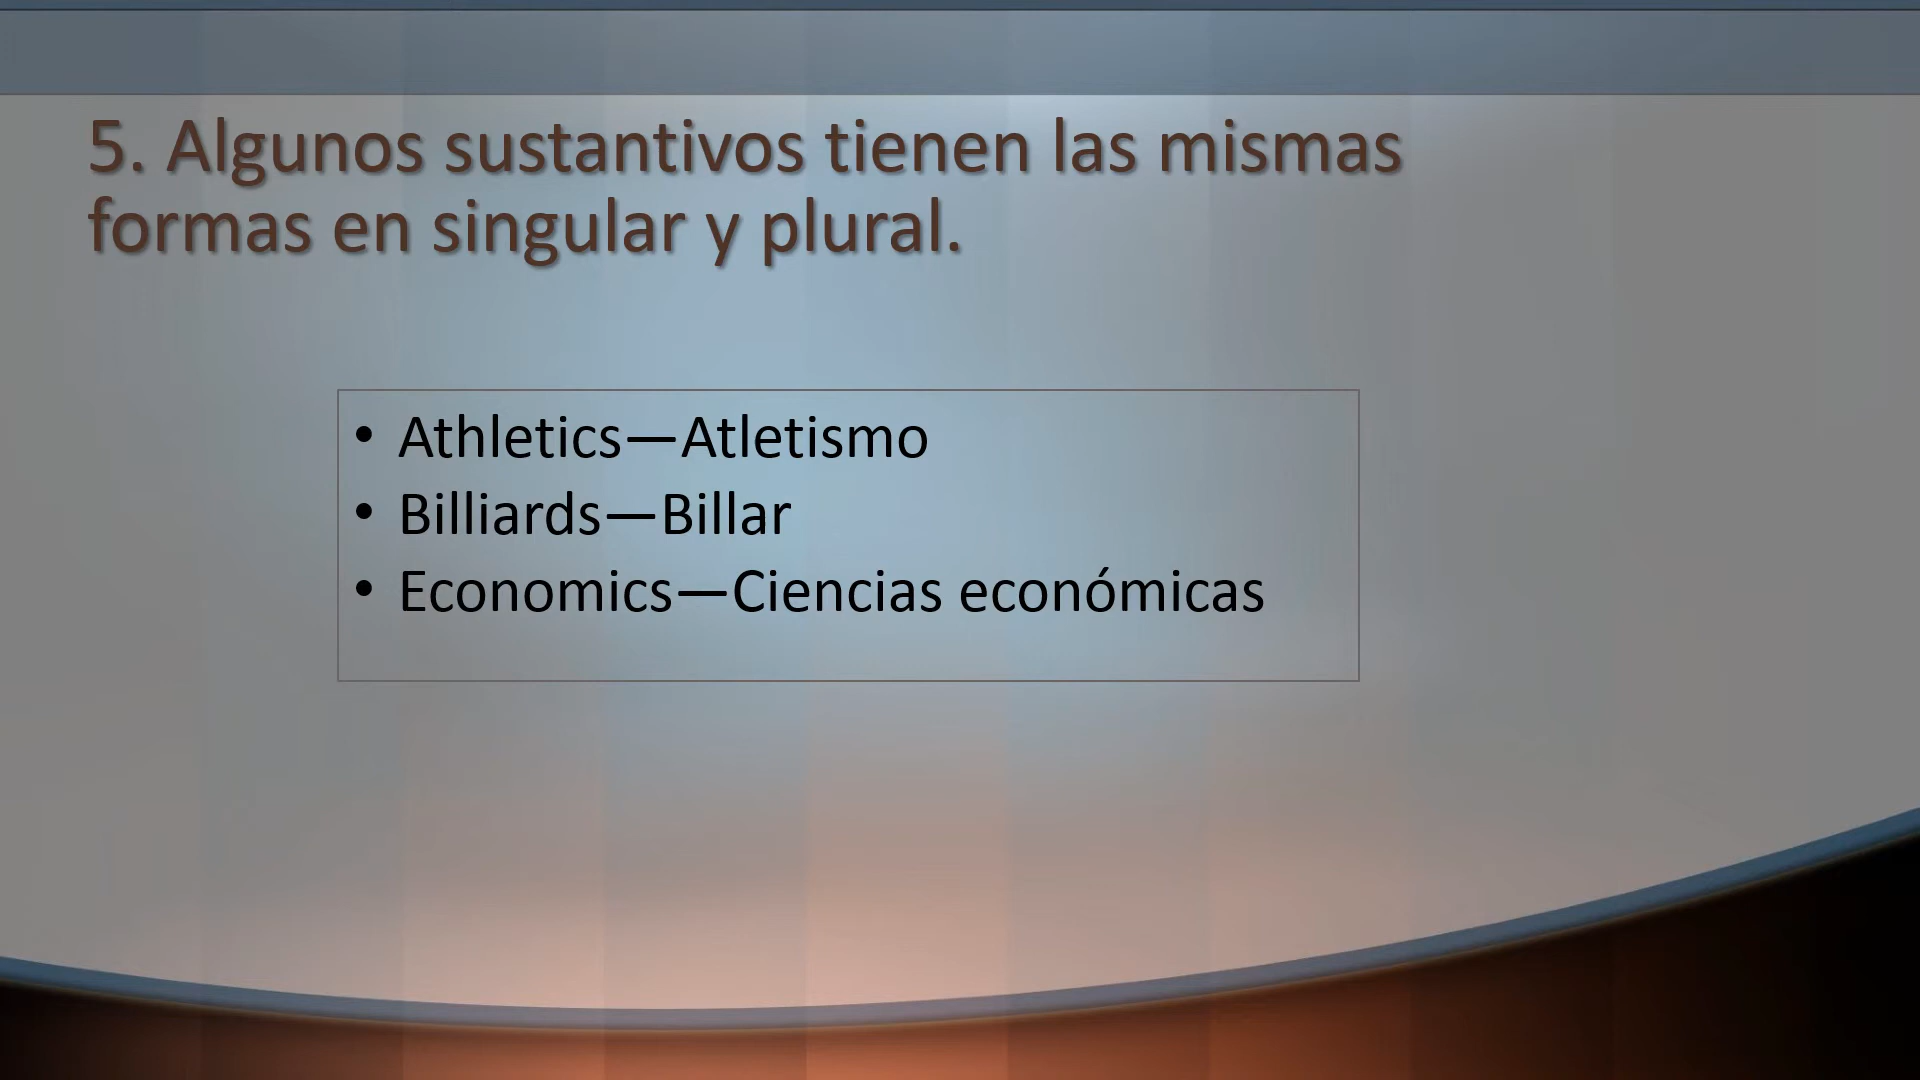 5. Algunos sustantivos tienen las mismas
formas en singular y plural.
• Athletics—Atletismo
• Billiards—Billar
• Economics—Ciencias económicas